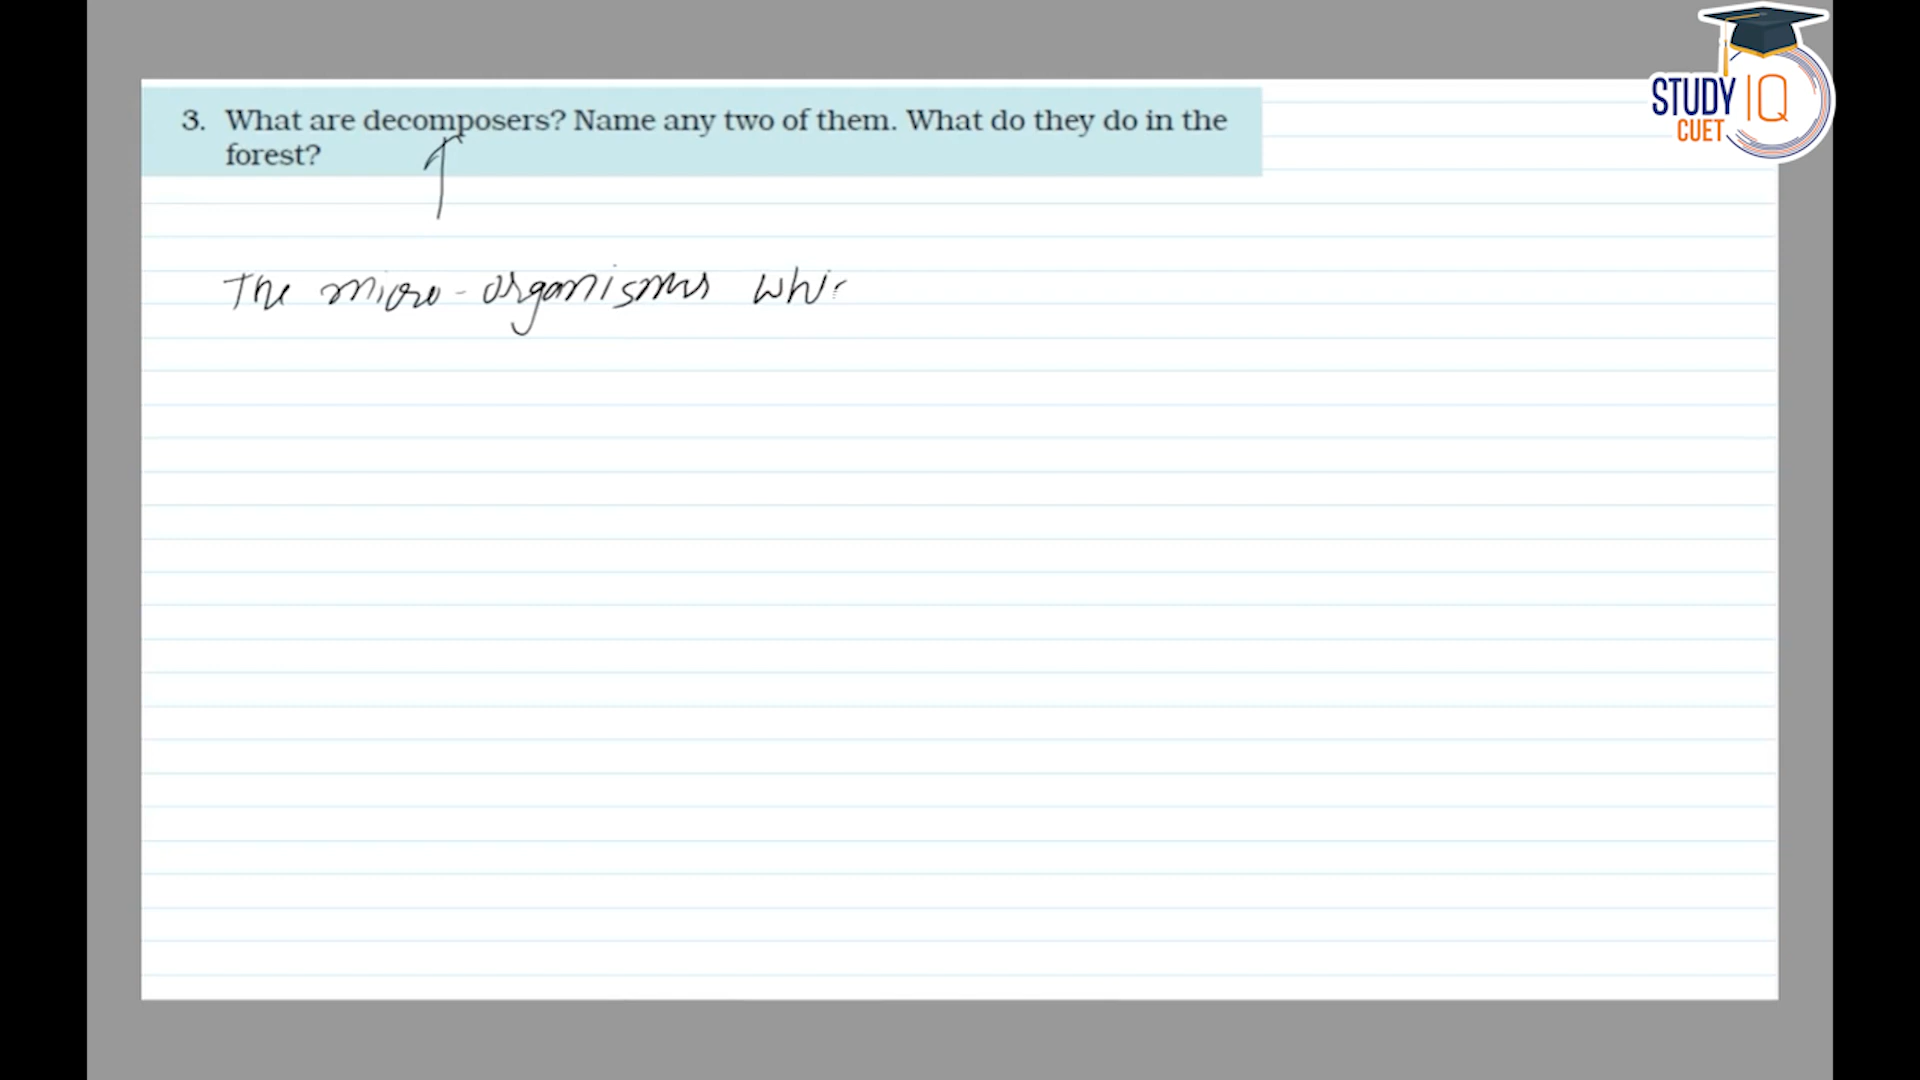 STUDY IQ
CUET
3. What are decomposers? Name any two of them. What do they do in the
forest?
The micro-organisms whi